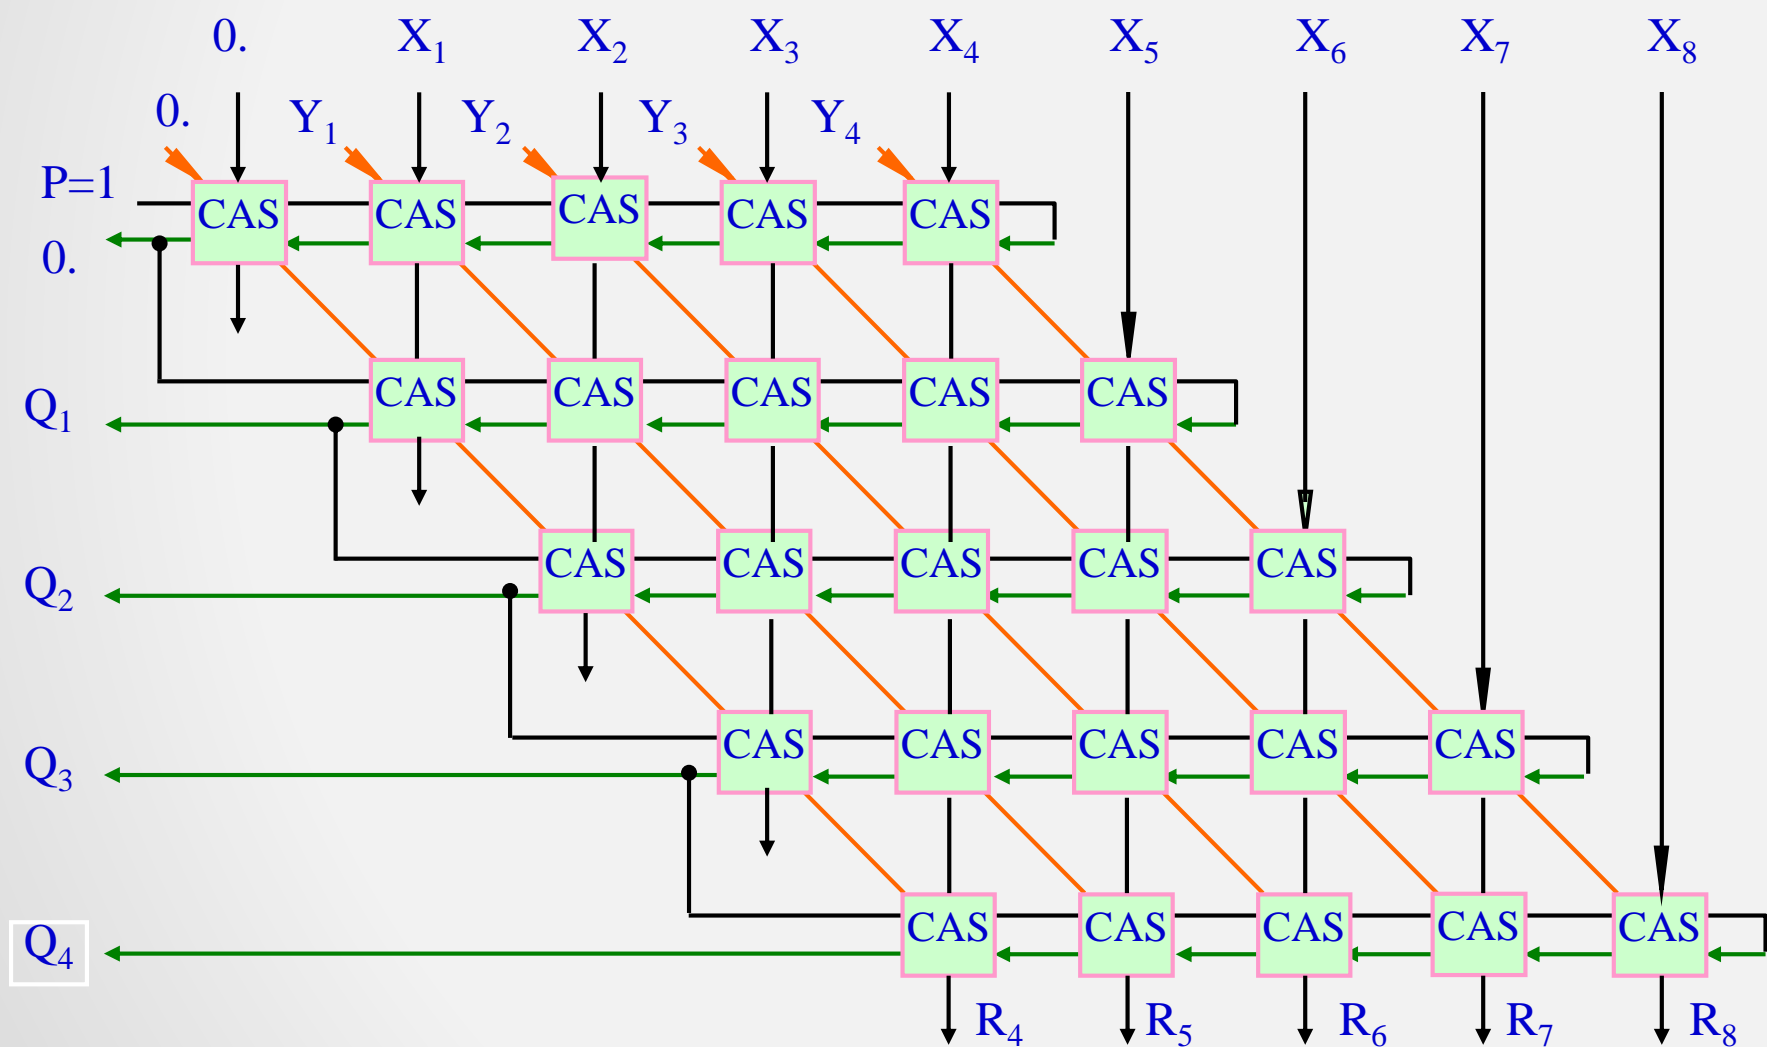 0. X₁ X₂ X₃ X₄ X₅ X₆ X₇ X₈
0. Y₁ Y₂ Y₃ Y₄
P=1
CAS CAS CAS CAS CAS
0.
CAS CAS CAS CAS CAS
Q₁
CAS CAS CAS CAS CAS
Q₂
CAS CAS CAS CAS CAS
Q₃
CAS CAS CAS CAS CAS
Q₄
R₄ R₅ R₆ R₇ R₈